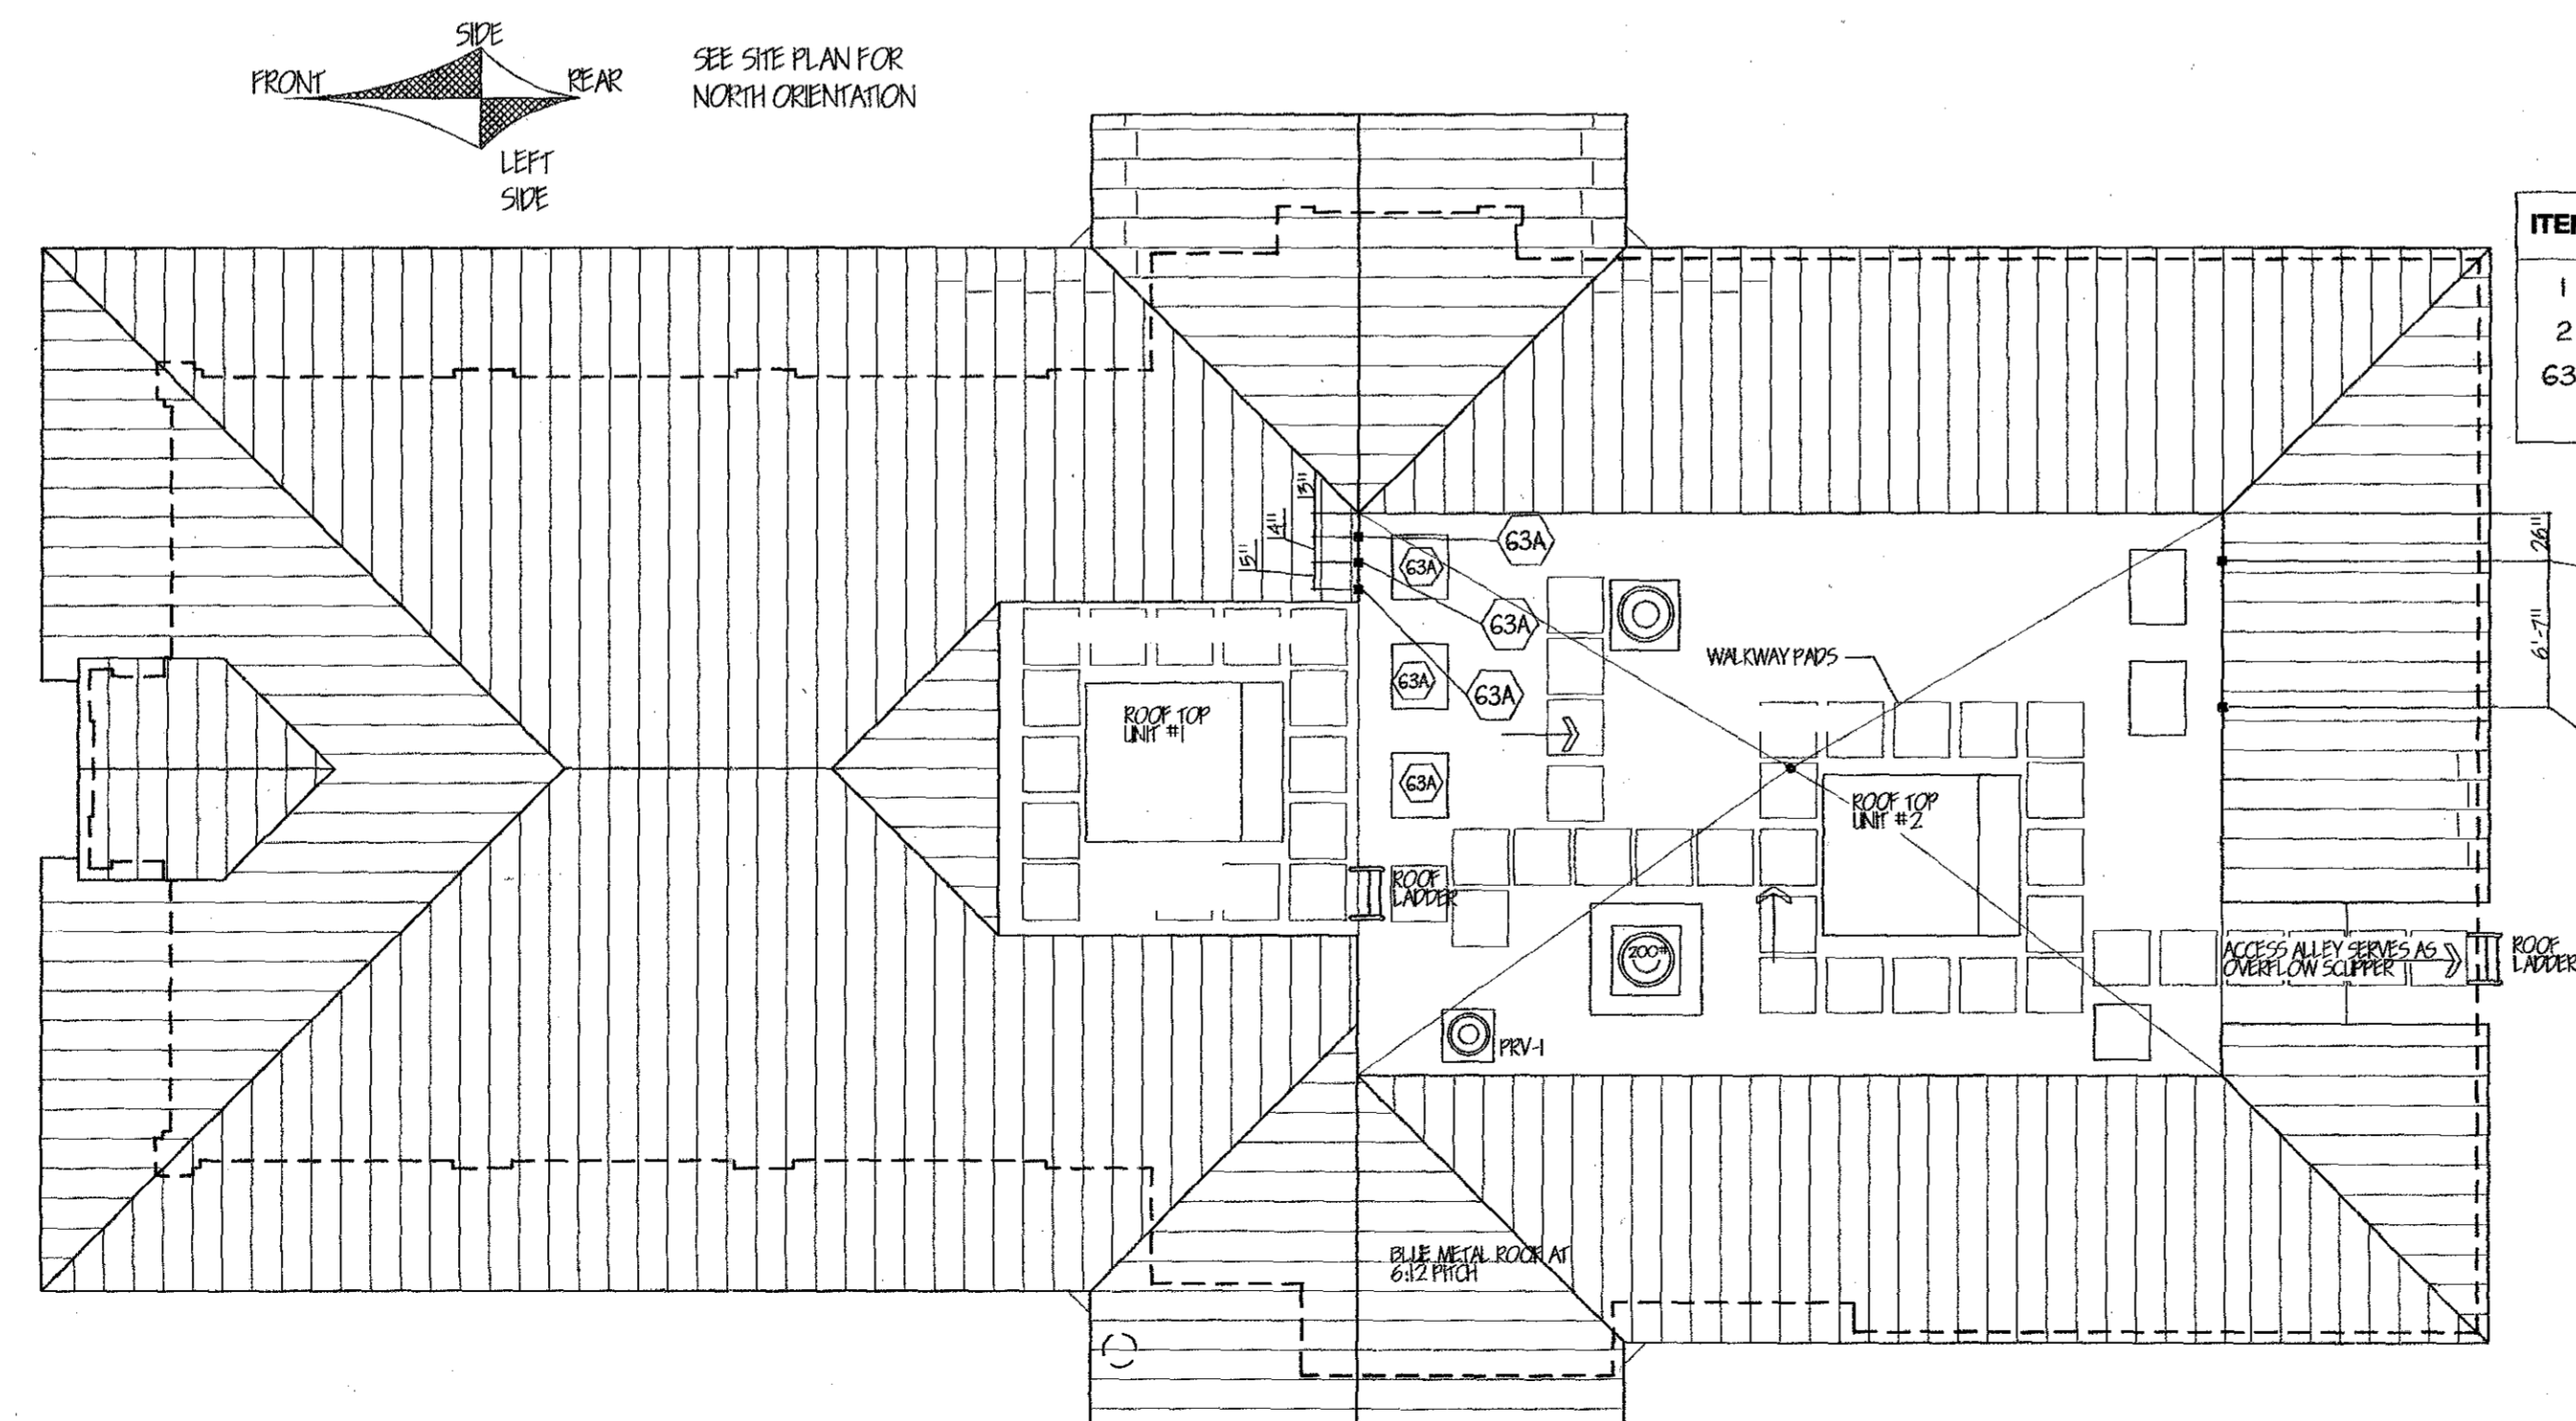 SIDE
FRONT
REAR
LEFT
SIDE
SEE SITE PLAN FOR
NORTH ORIENTATION
1
2
63
13"
14"
15"
63A
63A
63A
63A
63A
63A
26"
6'-7"
WALKWAY PADS
ROOF TOP
UNIT #1
ROOF TOP
UNIT #2
ROOF
LADDER
200#
PRV-1
ACCESS ALLEY SERVES AS
OVERFLOW SCUPPER
ROOF
LADDER
BLUE METAL ROOF AT
6:12 PITCH